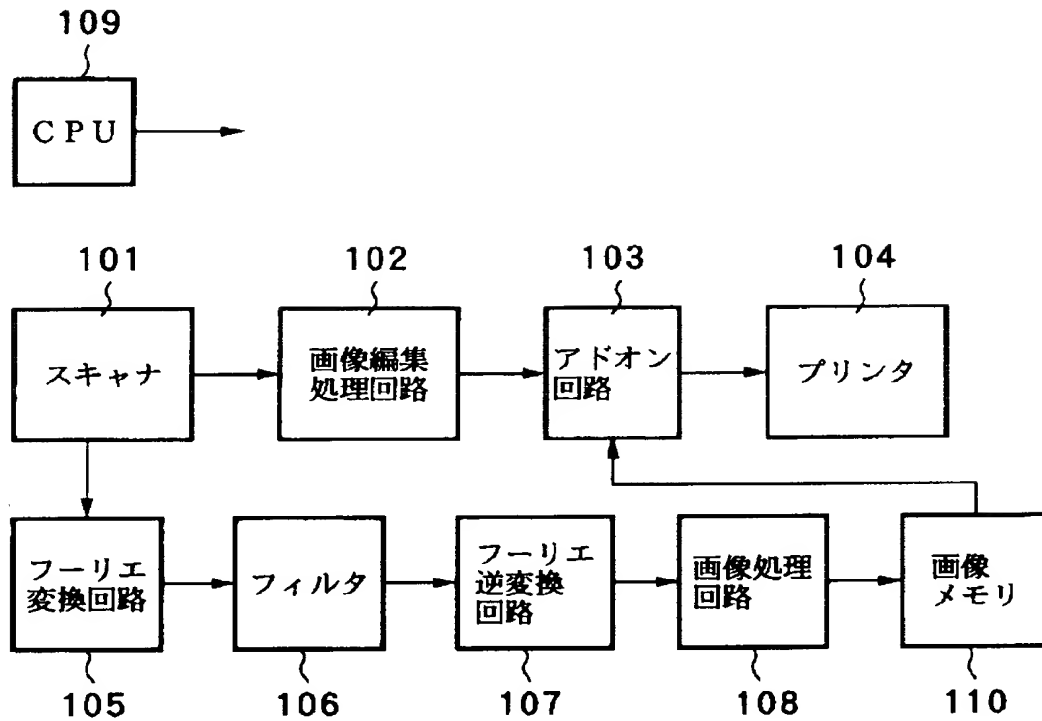 109
CPU
101
102
103
104
スキャナ
画像編集
処理回路
アドオン
回路
プリンタ
フーリエ
変換回路
フィルタ
フーリエ
逆変換
回路
画像処理
回路
画像
メモリ
105
106
107
108
110